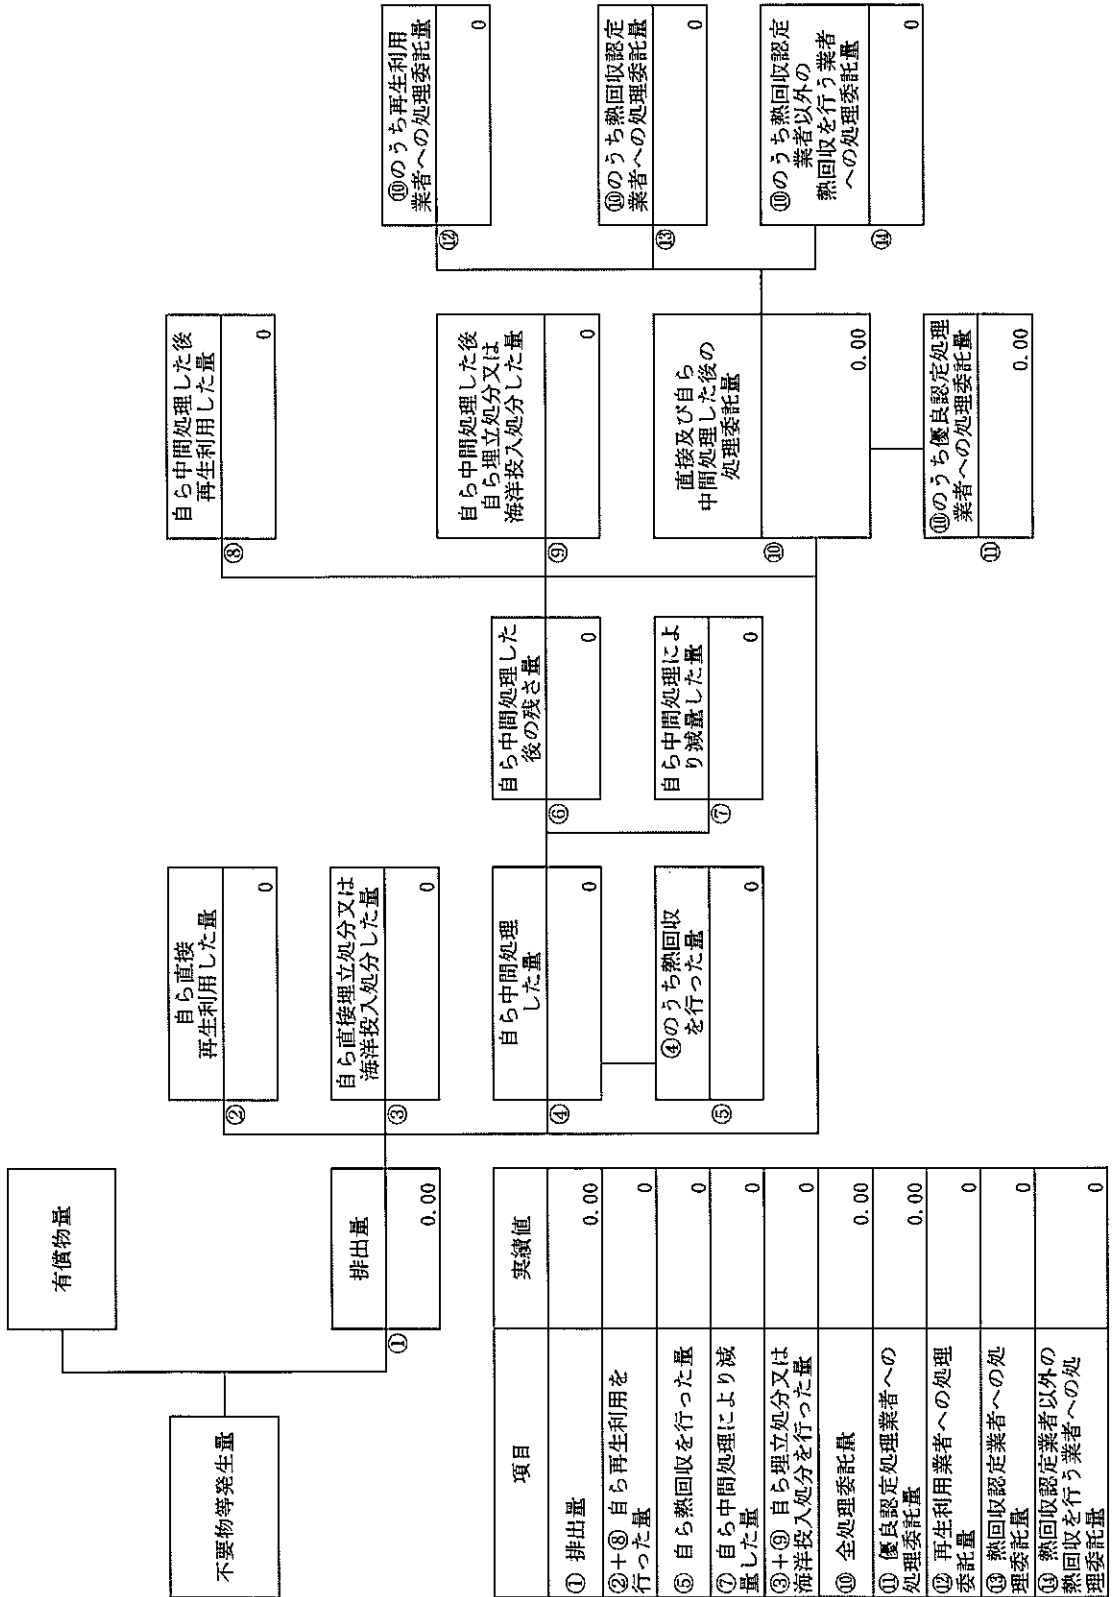 不要物等発生量
有償物量
排出量
①
0.00
自ら直接
再生利用した量
②
0
自ら直接埋立処分又は
海洋投入処分した量
③
0
自ら中間処理
した量
④
0
④のうち熱回収
を行った量
⑤
0
自ら中間処理した
後の残さ量
⑥
0
自ら中間処理によ
り減量した量
⑦
0
自ら中間処理した後
再生利用した量
⑧
0
自ら中間処理した後
自ら埋立処分又は
海洋投入処分した量
⑨
0
直接及び自ら
中間処理した後の
処理委託量
⑩
0.00
⑩のうち優良認定処理
業者への処理委託量
⑪
0.00
⑩のうち再生利用
業者への処理委託量
⑫
0
⑩のうち熱回収認定
業者への処理委託量
⑬
0
⑩のうち熱回収認定
業者以外の
熱回収を行う業者
への処理委託量
⑭
0
項目 実績値
① 排出量 0.00
②+⑧ 自ら再生利用を
行った量 0
⑤ 自ら熱回収を行った量 0
⑦ 自ら中間処理により減
量した量 0
③+⑨ 自ら埋立処分又は
海洋投入処分を行った量 0
⑩ 全処理委託量 0.00
⑪ 優良認定処理業者への
処理委託量 0.00
⑫ 再生利用業者への処理
委託量 0
⑬ 熱回収認定業者への処
理委託量 0
⑭ 熱回収認定業者以外の
熱回収を行う業者への処
理委託量 0